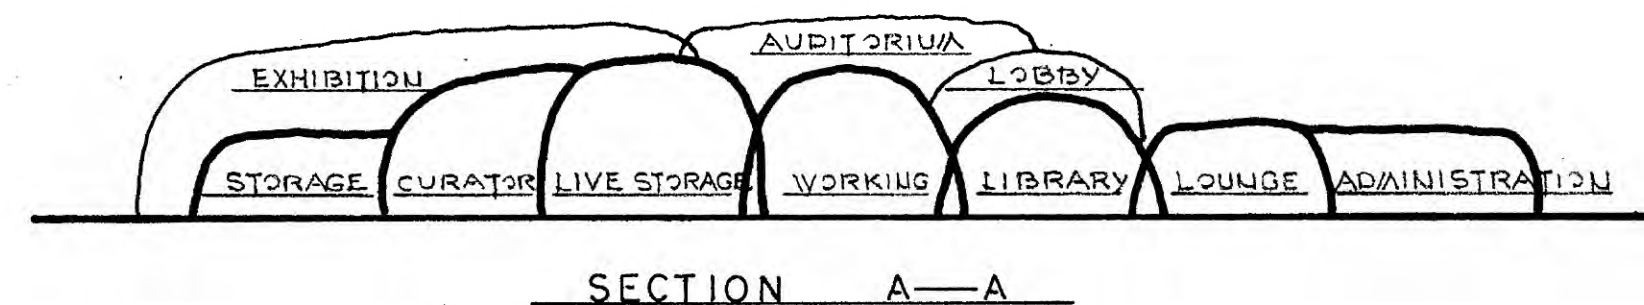 AUDITORIUM
EXHIBITION LOBBY
STORAGE CURATOR LIVE STORAGE WORKING LIBRARY LOUNGE ADMINISTRATION
SECTION A—A